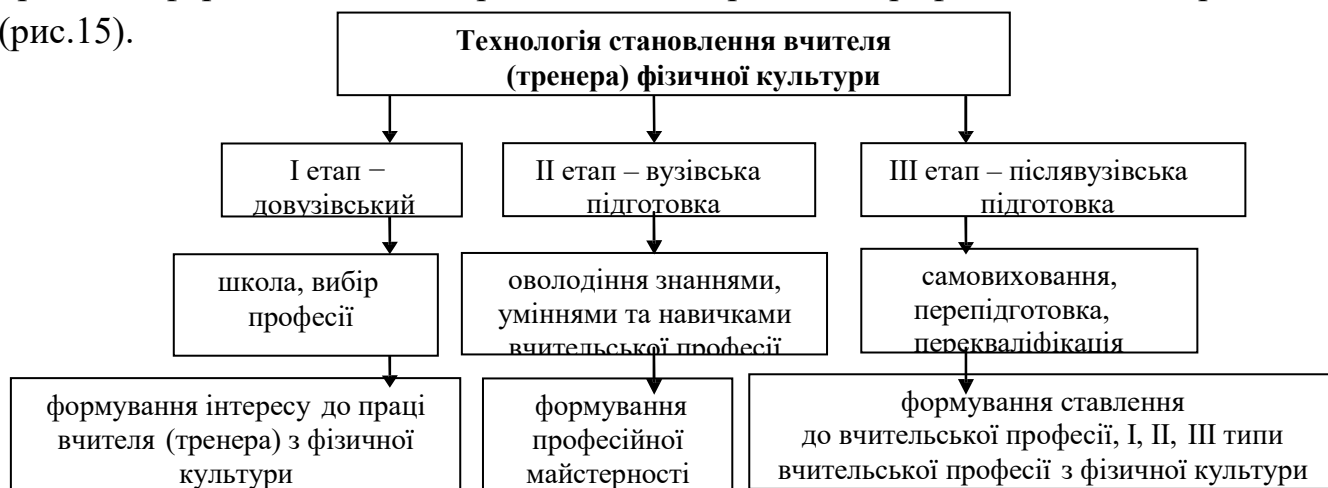 (рис.15).
Технологія становлення вчителя
(тренера) фізичної культури
І етап –
довузівський
ІІ етап – вузівська
підготовка
ІІІ етап – післявузівська
підготовка
школа, вибір
професії
оволодіння знаннями,
уміннями та навичками
вчительської професії
самовиховання,
перепідготовка,
перекваліфікація
формування інтересу до праці
вчителя (тренера) з фізичної
культури
формування
професійної
майстерності
формування ставлення
до вчительської професії, І, ІІ, ІІІ типи
вчительської професії з фізичної культури